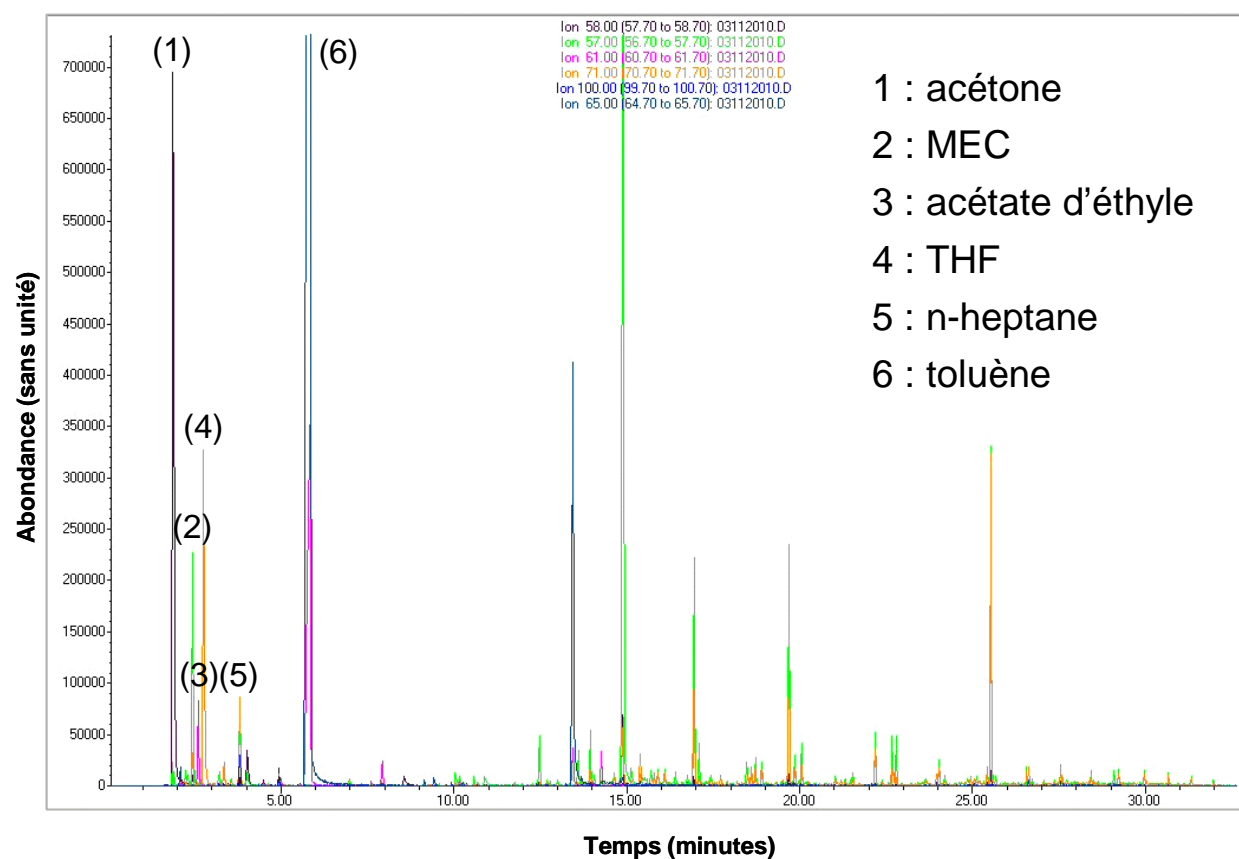 Ion 58.00 (57.70 to 58.70): 03112010.D
Ion 57.00 (56.70 to 57.70): 03112010.D
Ion 61.00 (60.70 to 61.70): 03112010.D
Ion 71.00 (70.70 to 71.70): 03112010.D
Ion 100.00 (99.70 to 100.70): 03112010.D
Ion 65.00 (64.70 to 65.70): 03112010.D
1 : acétone
2 : MEC
3 : acétate d'éthyle
4 : THF
5 : n-heptane
6 : toluène
(1)
(6)
(4)
(2)
(3)
(5)
Abondance (sans unité)
700000
650000
600000
550000
500000
450000
400000
350000
300000
250000
200000
150000
100000
50000
0
5.00
10.00
15.00
20.00
25.00
30.00
Temps (minutes)